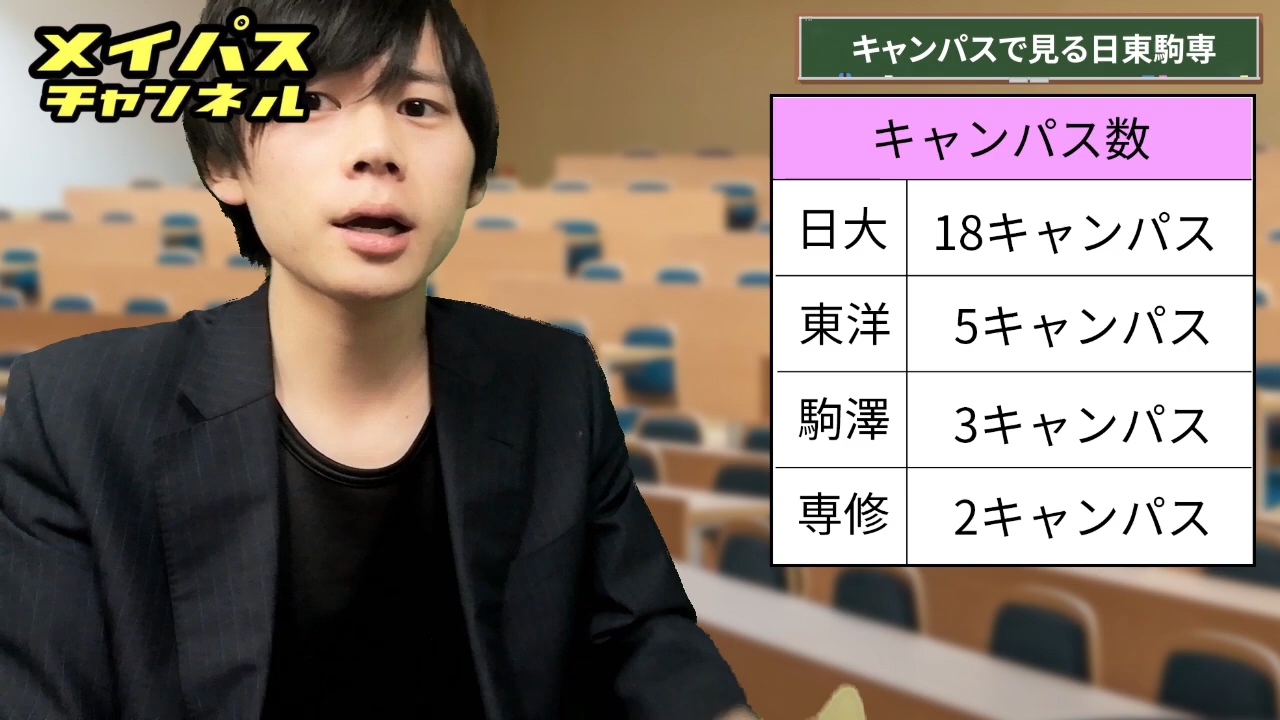 メイパス
チャンネル
キャンパスで見る日東駒専
キャンパス数
日大 18キャンパス
東洋 5キャンパス
駒澤 3キャンパス
専修 2キャンパス